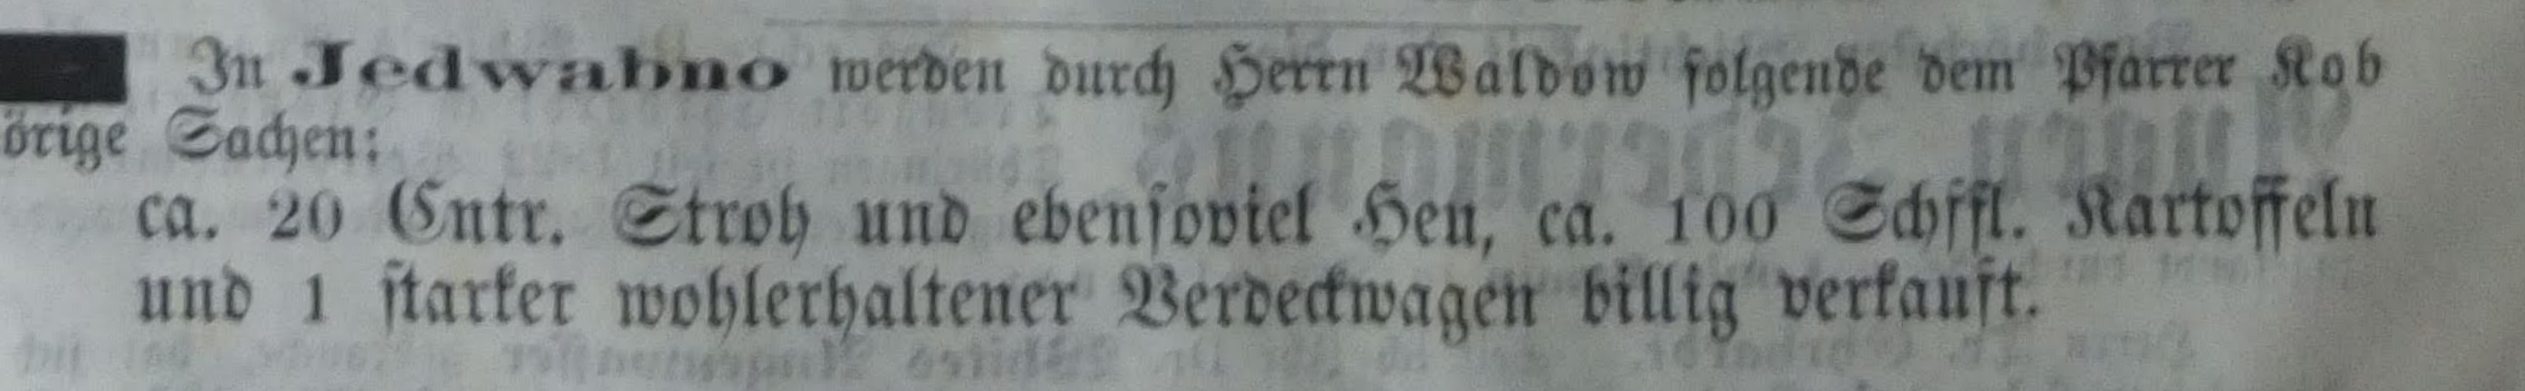 In Jedwabno werden durch Herrn Waldow folgende dem Pfarrer Kob
örige Sachen:
ca. 20 Cntr. Stroh und ebensoviel Heu, ca. 100 Schffl. Kartoffeln
und 1 starker wohlerhaltener Verdeckwagen billig verkauft.